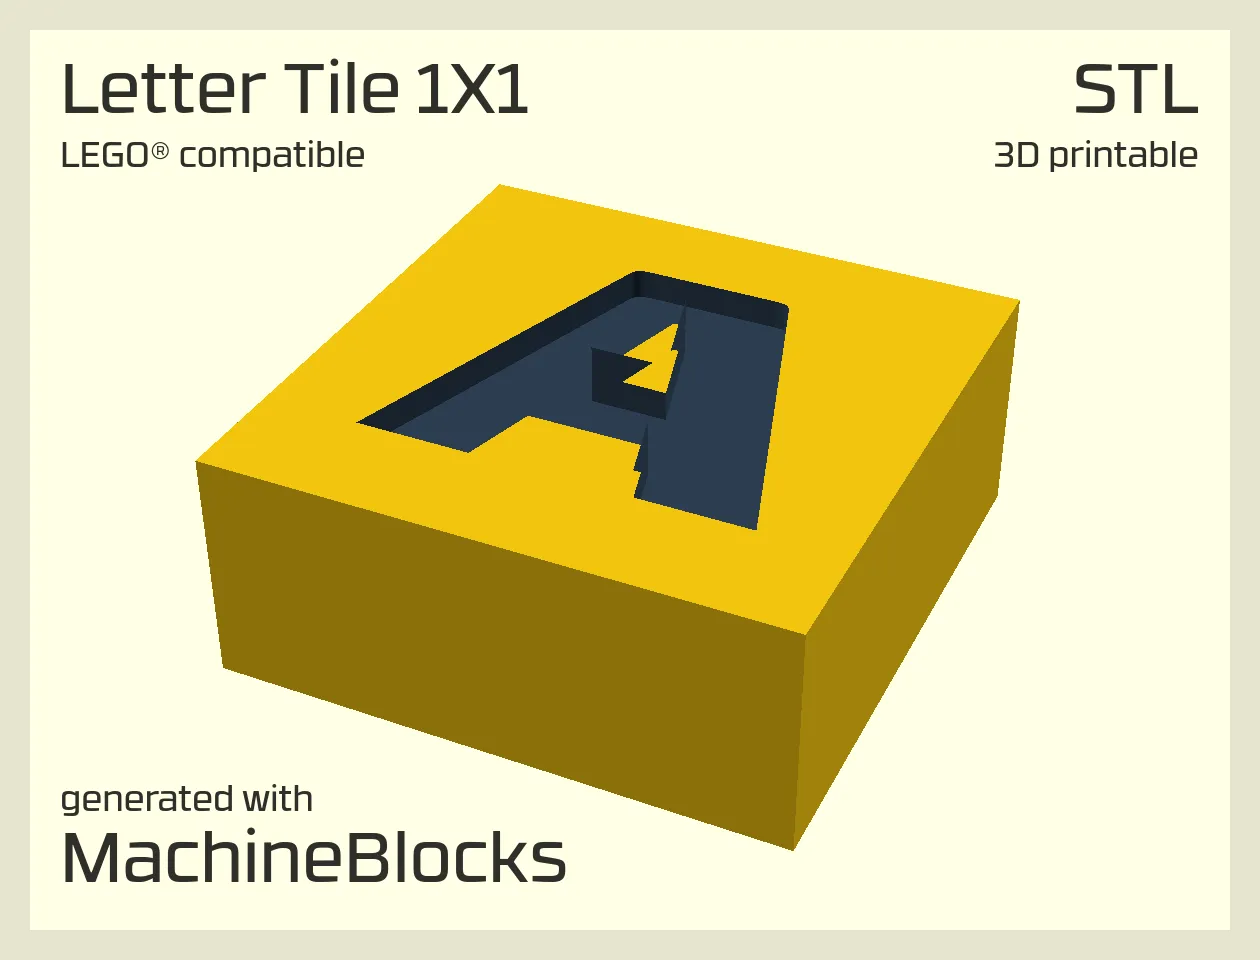 Letter Tile 1X1
STL
LEGO® compatible
3D printable
A
generated with
MachineBlocks